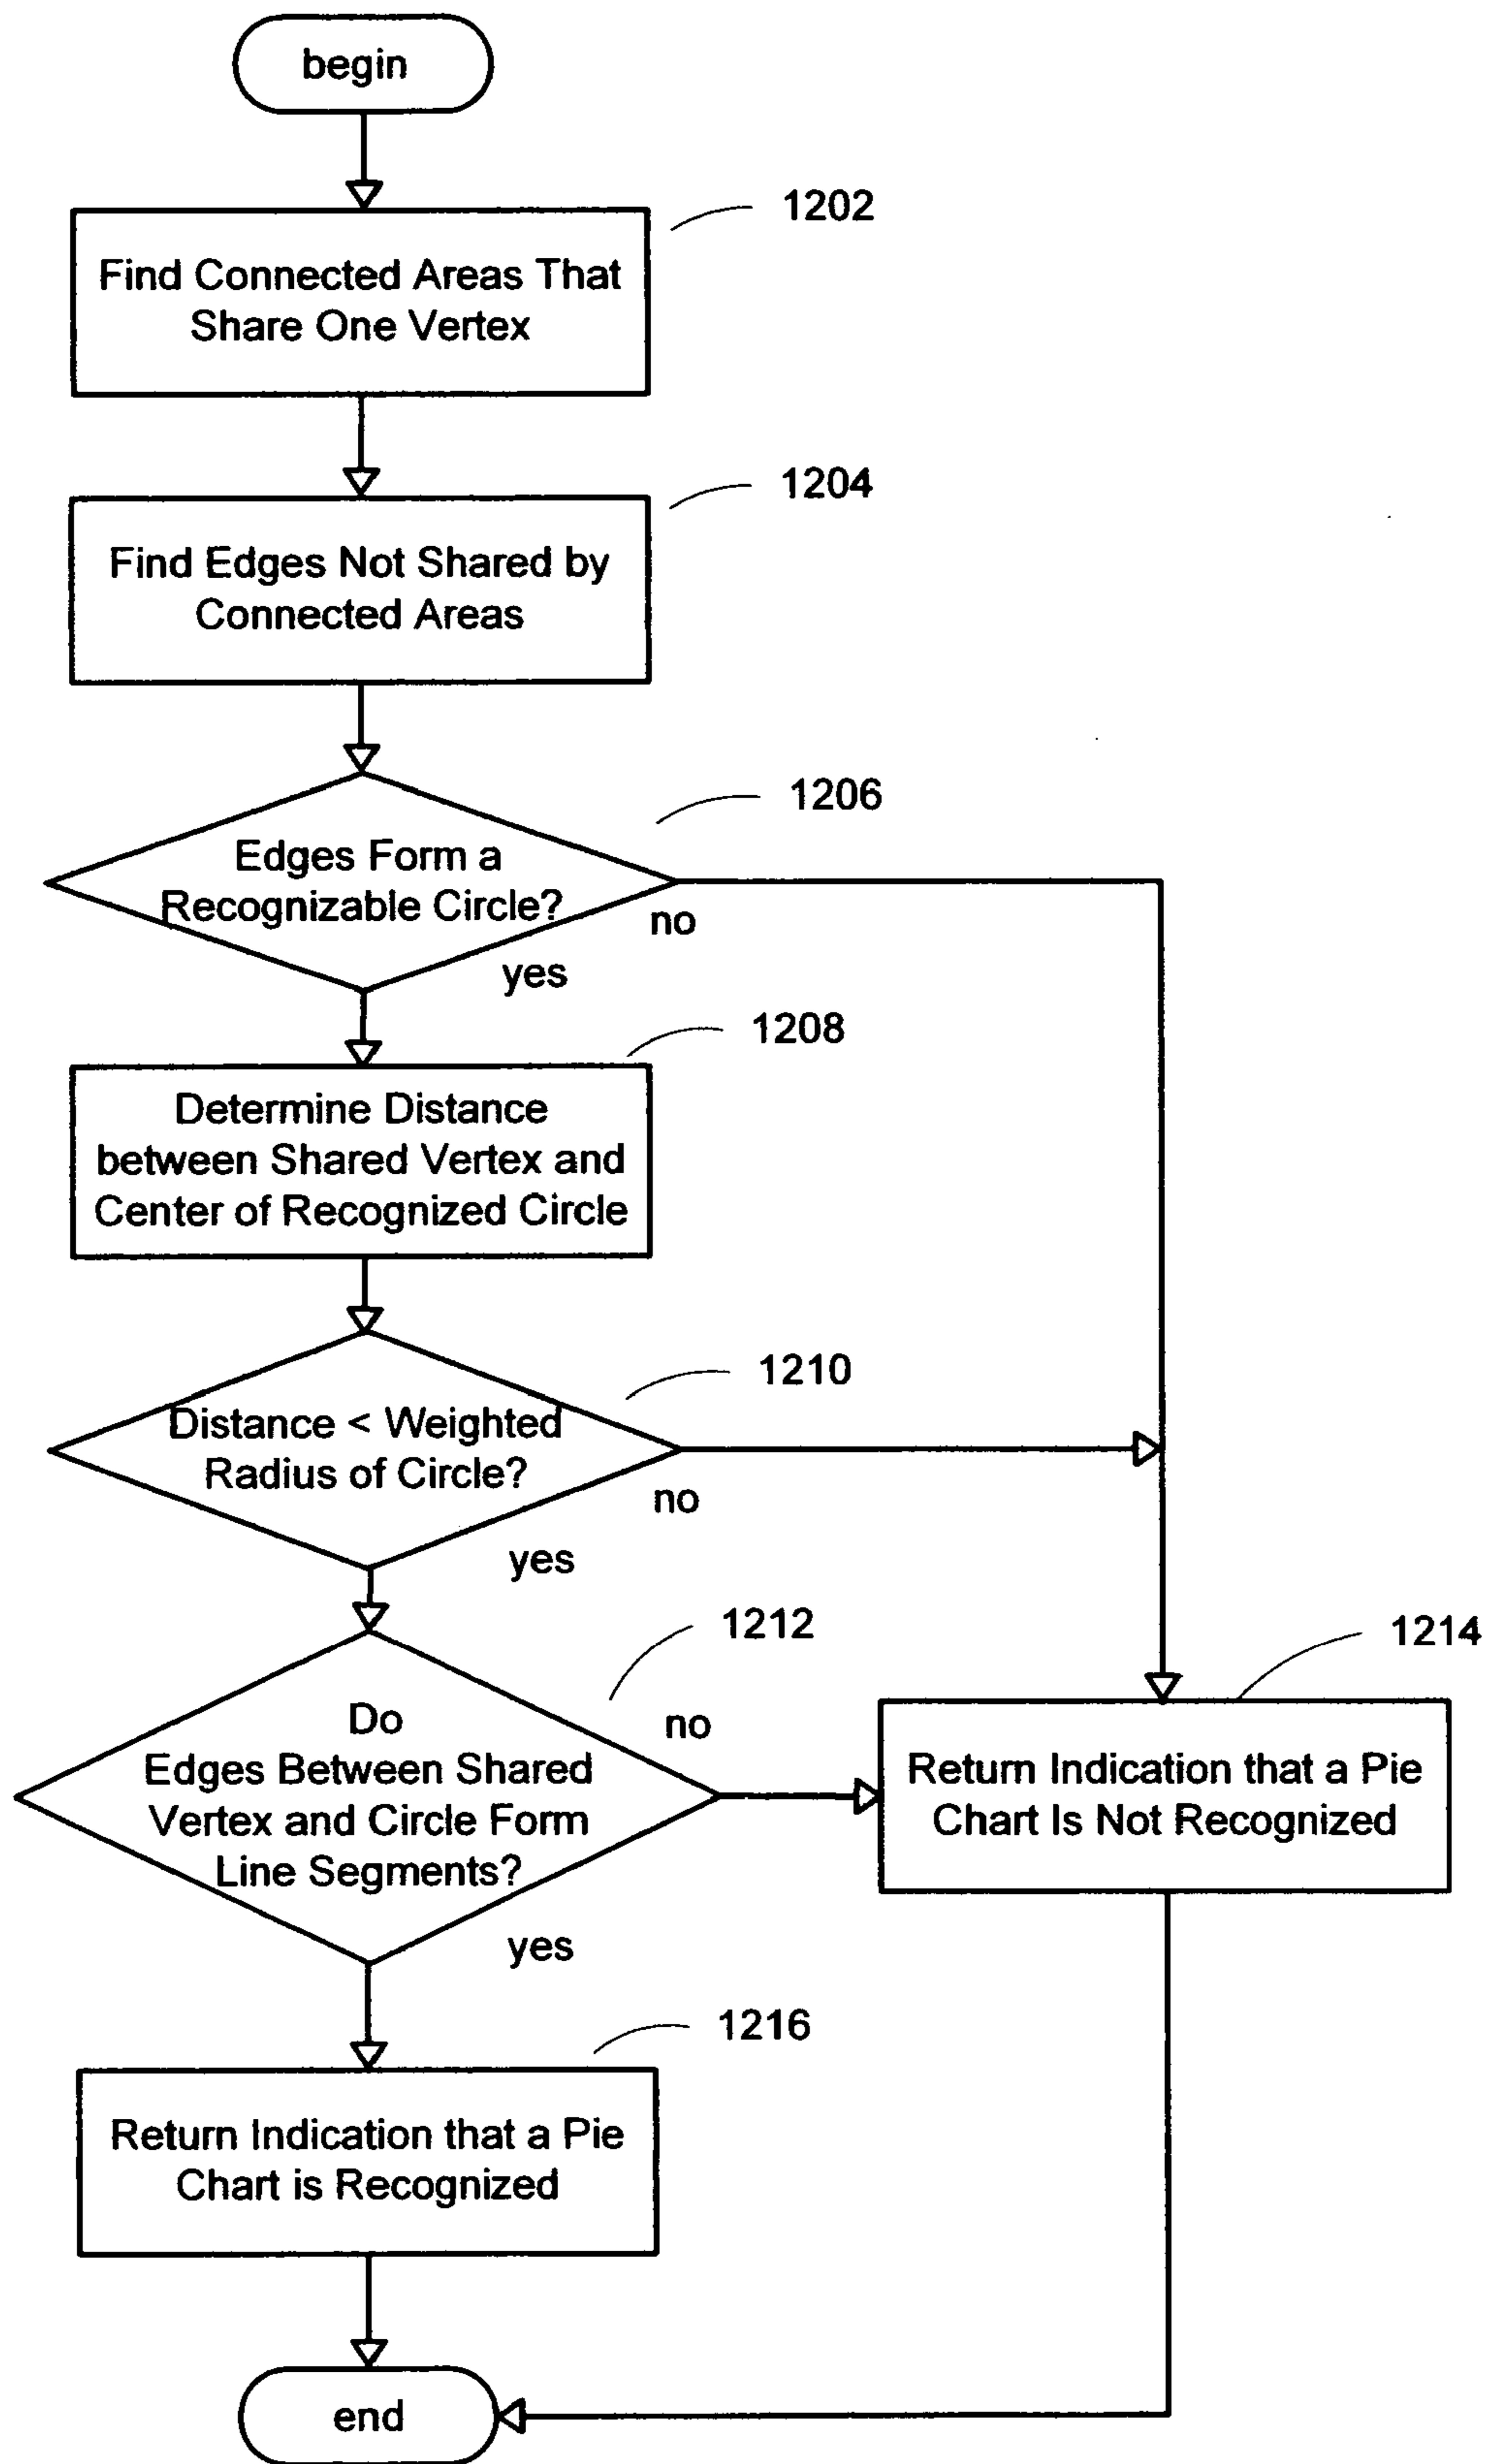 begin
1202
Find Connected Areas That
Share One Vertex
1204
Find Edges Not Shared by
Connected Areas
1206
Edges Form a
Recognizable Circle?
no
yes
1208
Determine Distance
between Shared Vertex and
Center of Recognized Circle
1210
Distance < Weighted
Radius of Circle?
no
yes
1212
Do
Edges Between Shared
Vertex and Circle Form
Line Segments?
no
yes
1214
Return Indication that a Pie
Chart Is Not Recognized
1216
Return Indication that a Pie
Chart is Recognized
end